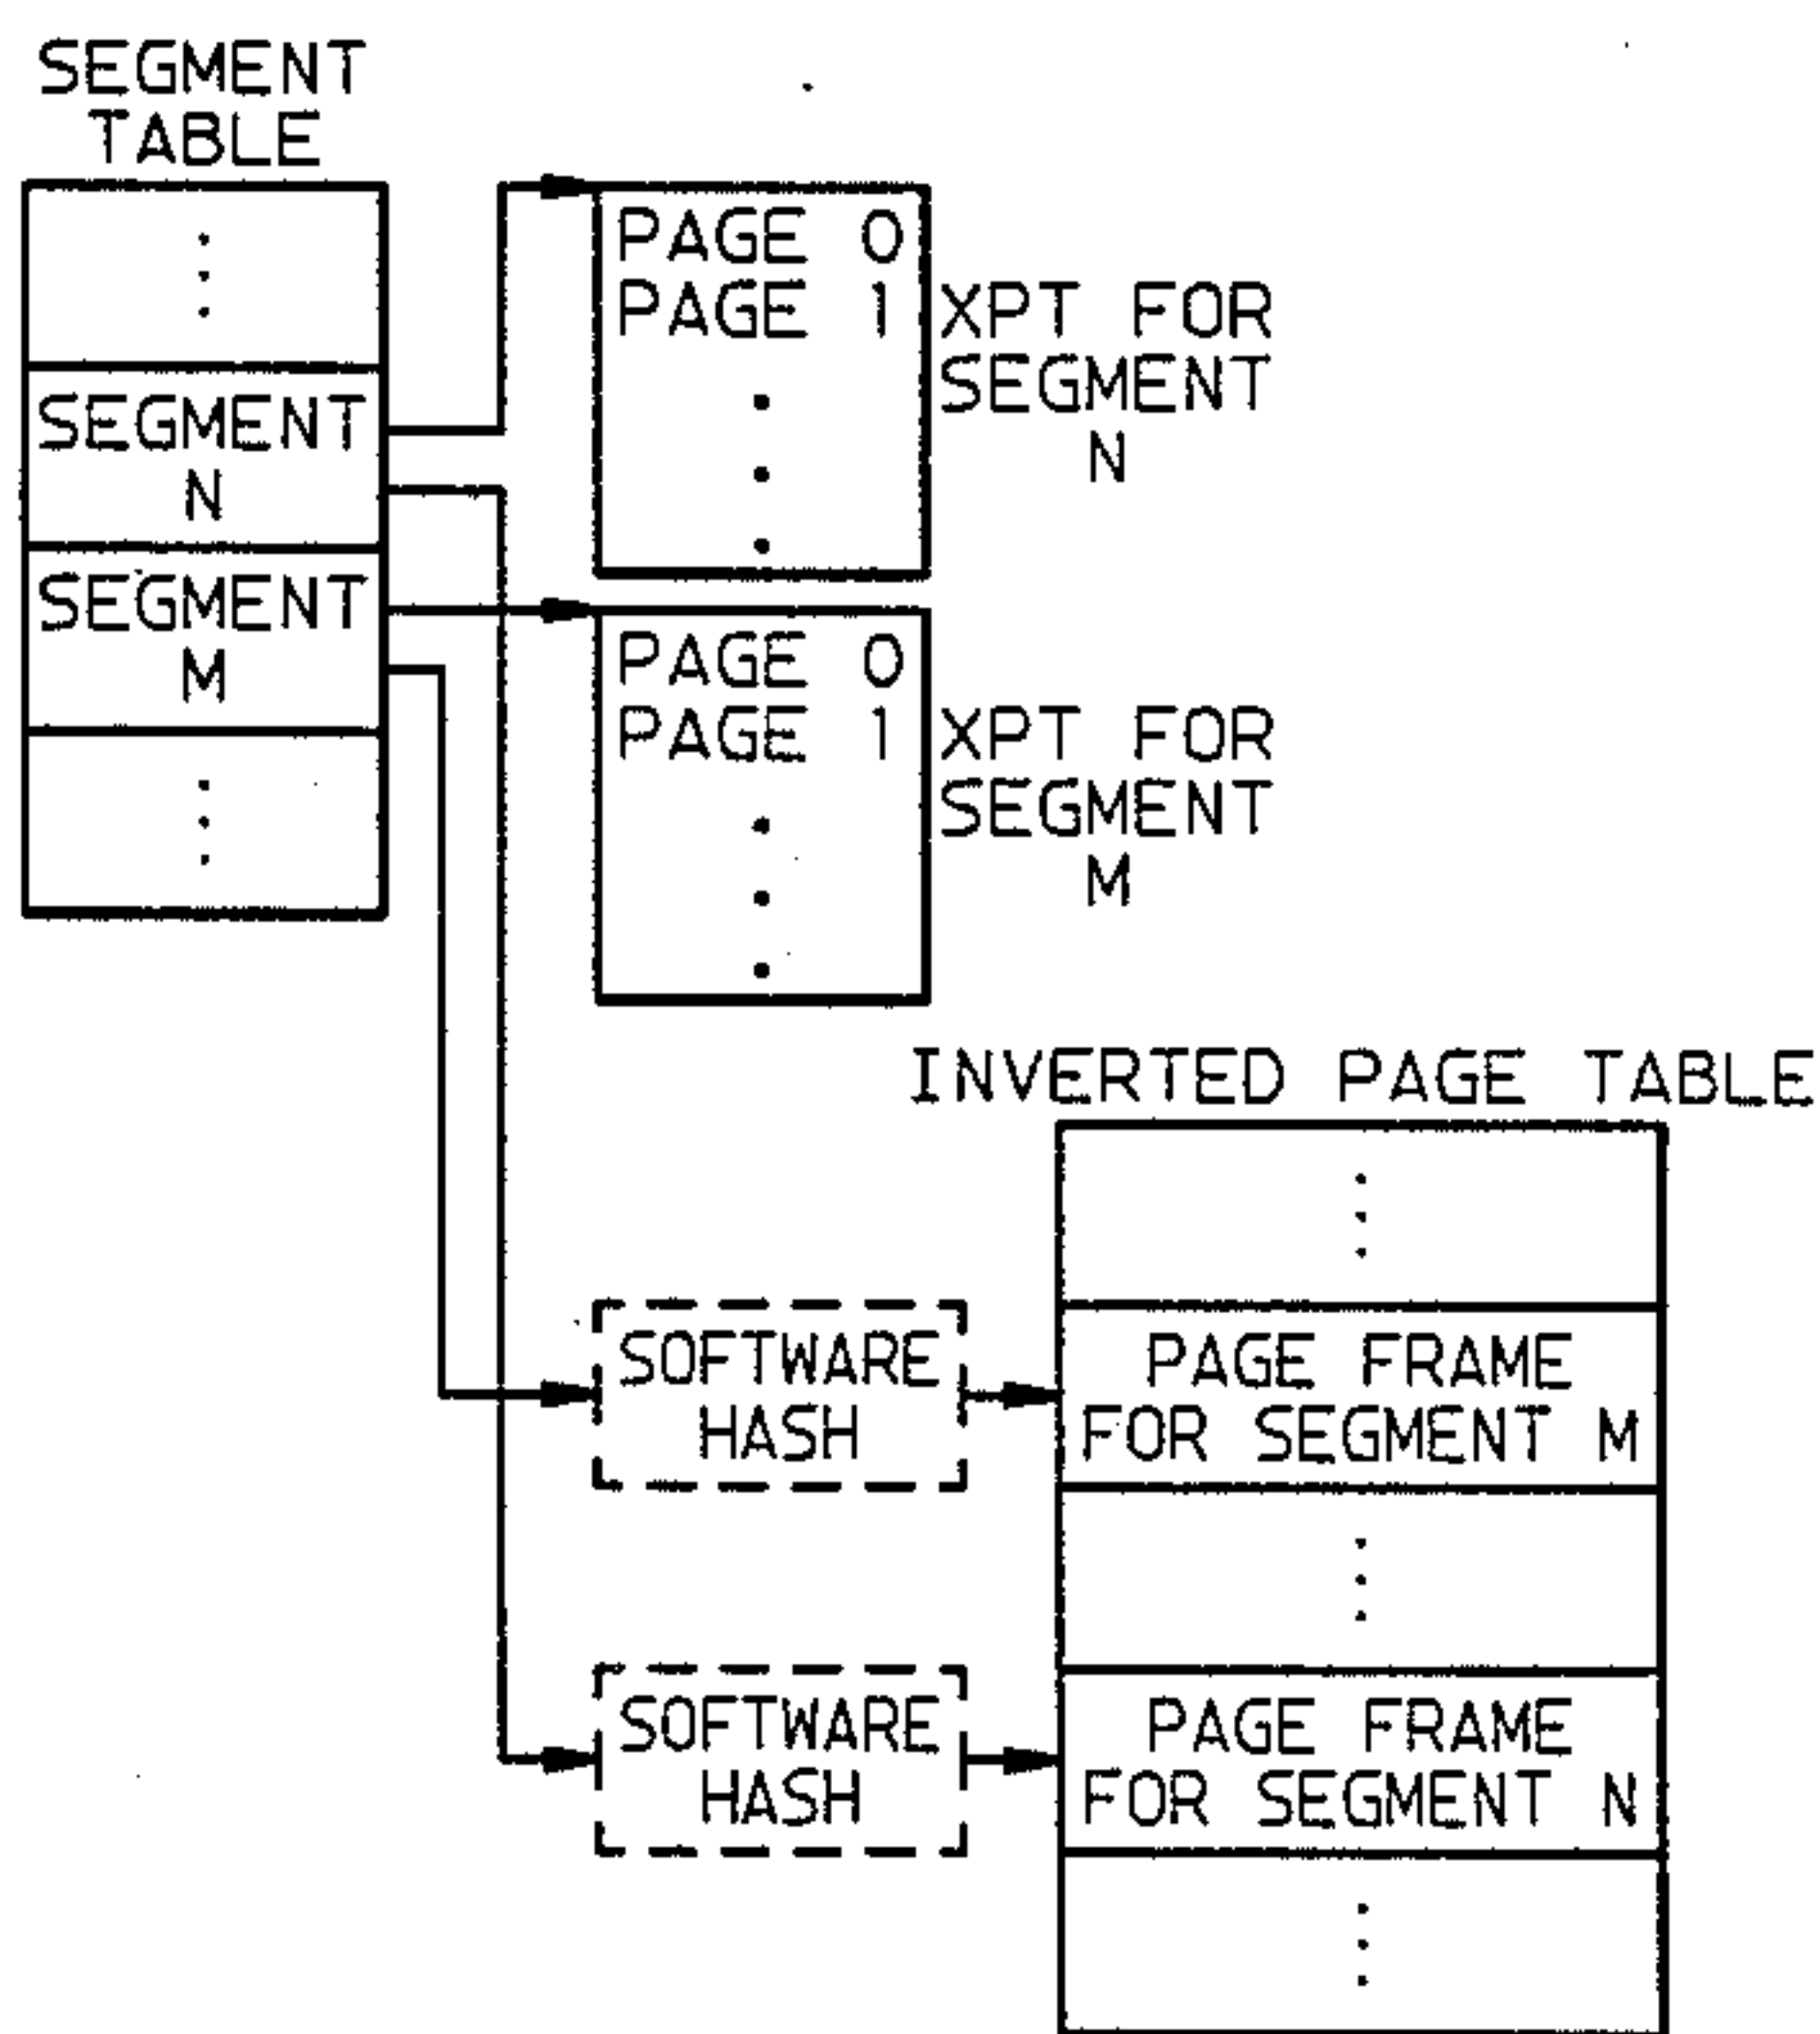 SEGMENT
TABLE
SEGMENT
N
SEGMENT
M
PAGE 0
PAGE 1
XPT FOR
SEGMENT
N
PAGE 0
PAGE 1
XPT FOR
SEGMENT
M
INVERTED PAGE TABLE
SOFTWARE
HASH
PAGE FRAME
FOR SEGMENT M
SOFTWARE
HASH
PAGE FRAME
FOR SEGMENT N